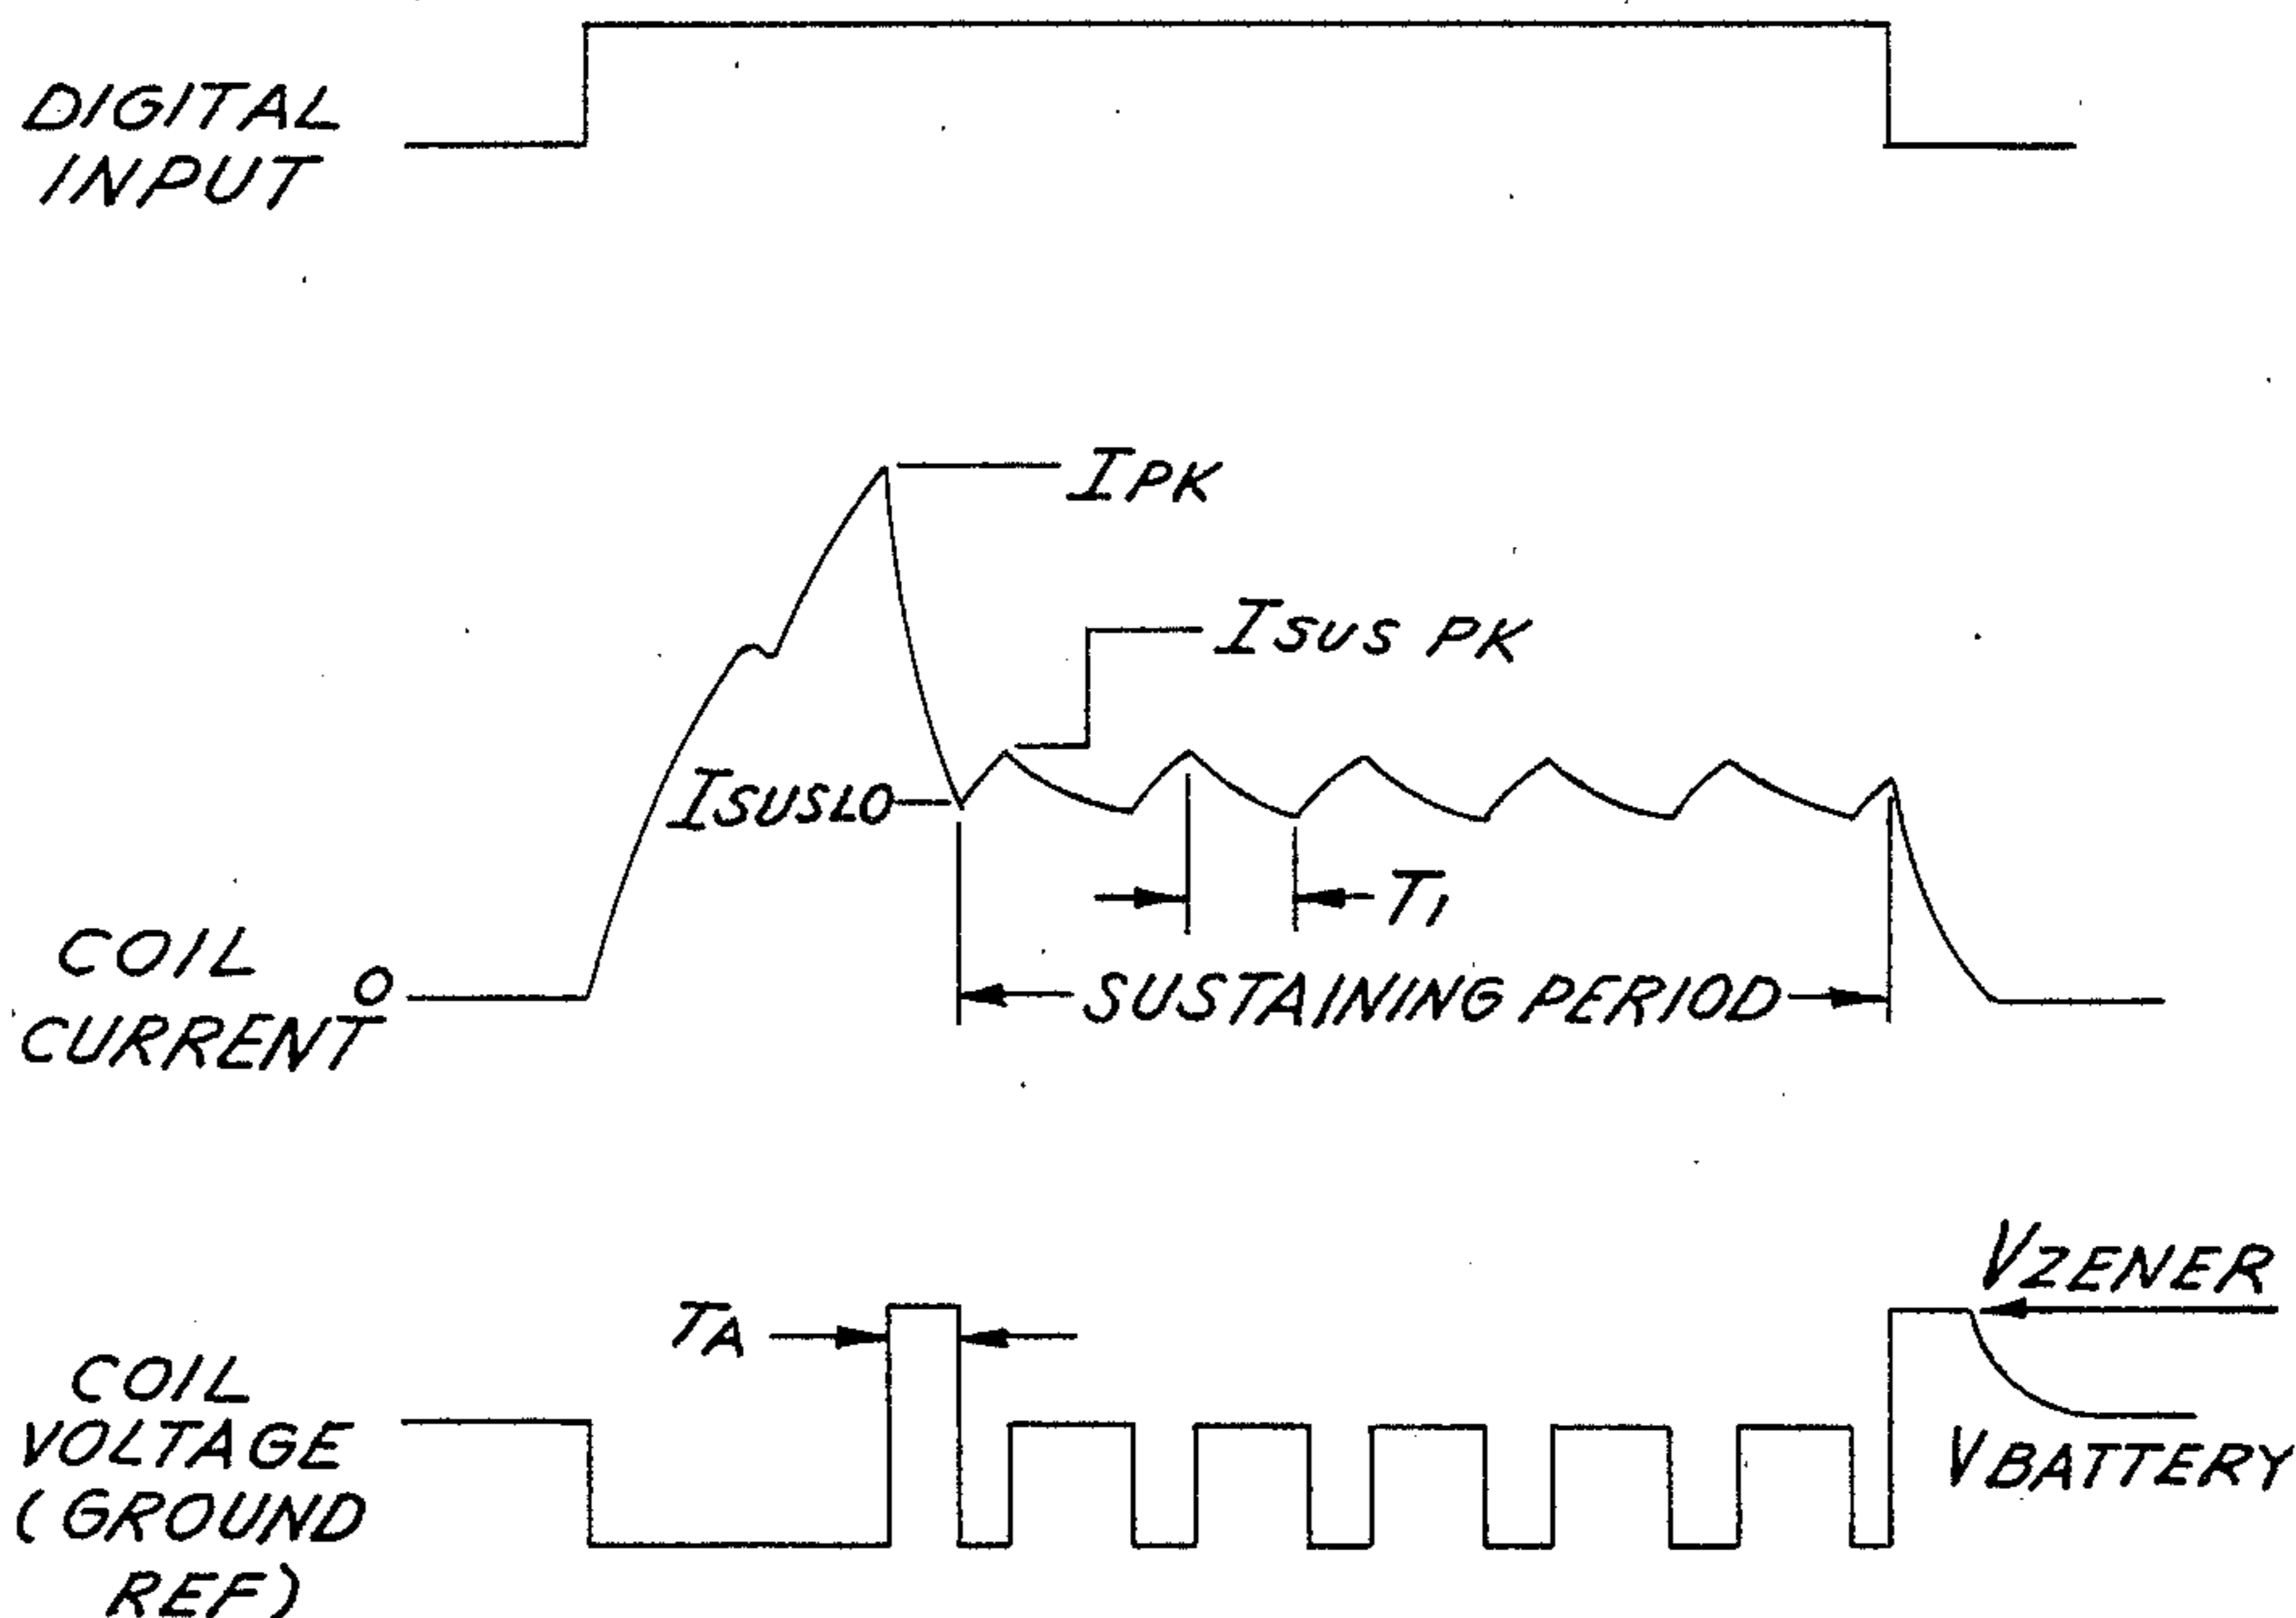 DIGITAL
INPUT
IPK
ISUS PK
ISUSLO
T1
COIL
CURRENT
0
SUSTAINING PERIOD
VZENER
TA
COIL
VOLTAGE
(GROUND
REF)
VBATTERY